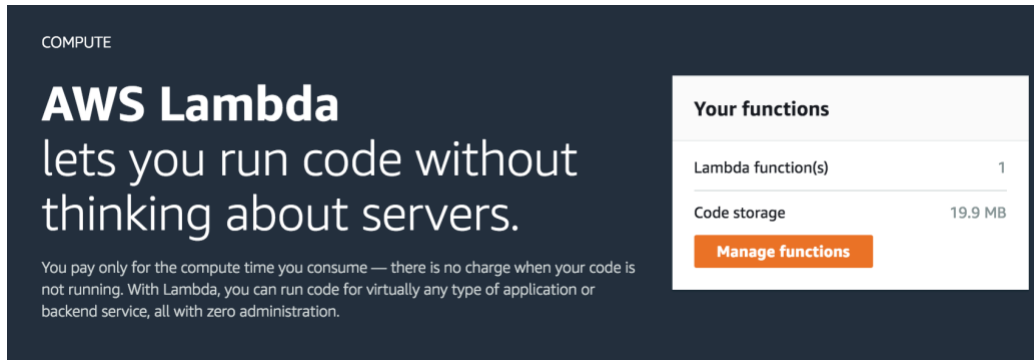 COMPUTE
AWS Lambda
lets you run code without
thinking about servers.
You pay only for the compute time you consume — there is no charge when your code is
not running. With Lambda, you can run code for virtually any type of application or
backend service, all with zero administration.
Your functions
Lambda function(s) 1
Code storage 19.9 MB
Manage functions